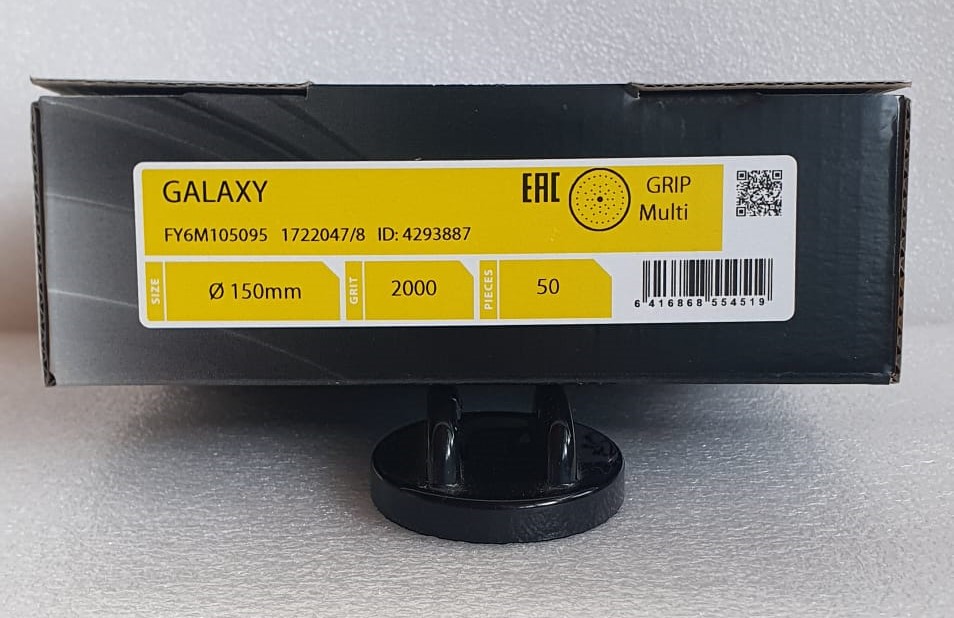 GALAXY
EAC
GRIP
Multi
FY6M105095 1722047/8 ID: 4293887
SIZE
Ø 150mm
GRIT
2000
PIECES
50
6 416868 554519